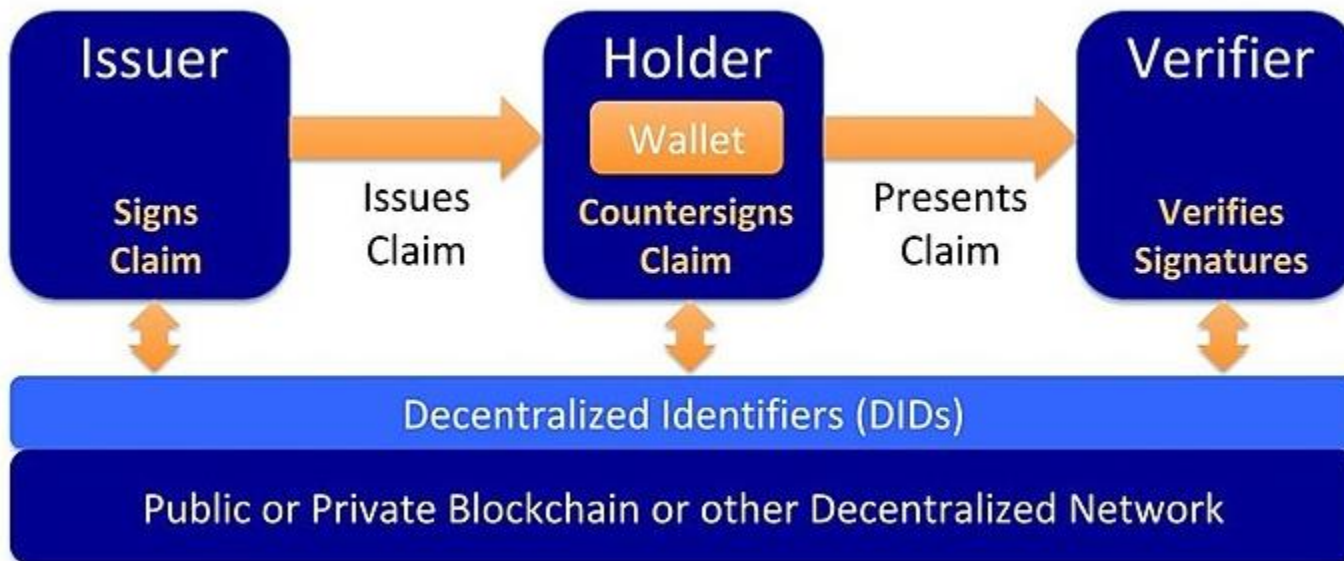 Issuer
Signs
Claim
Issues
Claim
Holder
Wallet
Countersigns
Claim
Presents
Claim
Verifier
Verifies
Signatures
Decentralized Identifiers (DIDs)
Public or Private Blockchain or other Decentralized Network